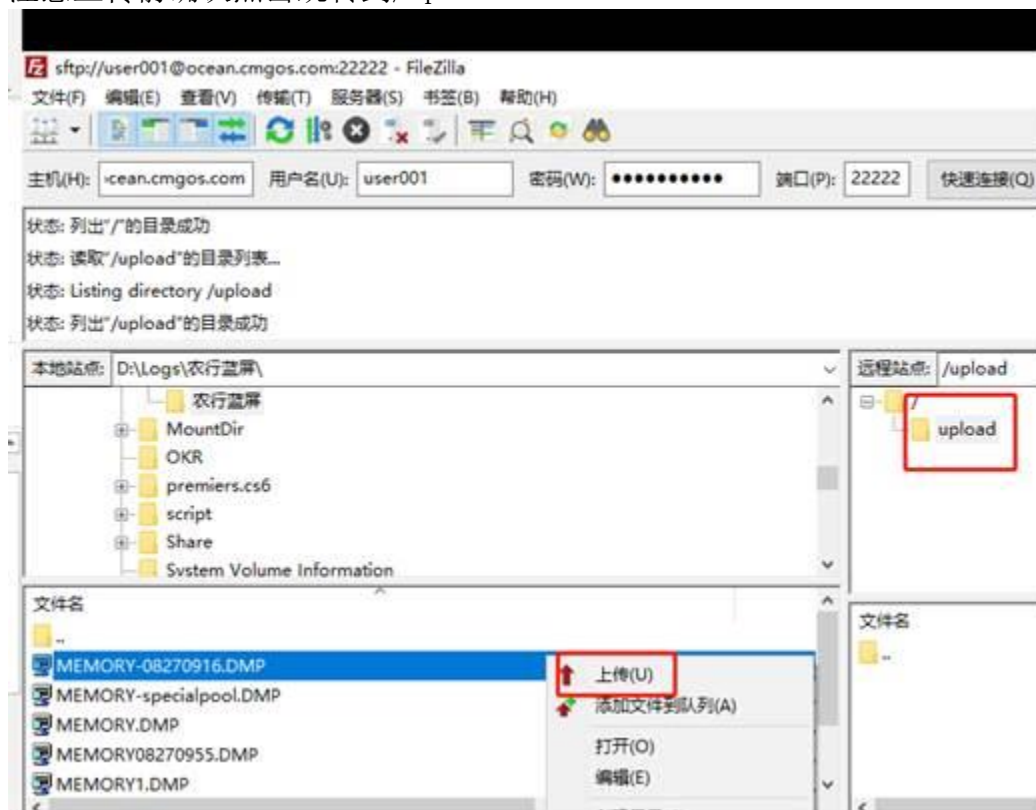 sftp://user001@ocean.cmgos.com:22222 - FileZilla
文件(F) 编辑(E) 查看(V) 传输(T) 服务器(S) 书签(B) 帮助(H)
主机(H): cean.cmgos.com 用户名(U): user001 密码(W): ●●●●●●●●●● 端口(P): 22222 快速连接(Q)
状态: 列出"/"的目录成功
状态: 读取"/upload"的目录列表...
状态: Listing directory /upload
状态: 列出"/upload"的目录成功
本地站点: D:\Logs\农行蓝屏\
农行蓝屏
MountDir
OKR
premiers.cs6
script
Share
System Volume Information
远程站点: /upload
/
upload
文件名
..
MEMORY-08270916.DMP
MEMORY-specialpool.DMP
MEMORY.DMP
MEMORY08270955.DMP
MEMORY1.DMP
上传(U)
添加文件到队列(A)
打开(O)
编辑(E)
文件名
..